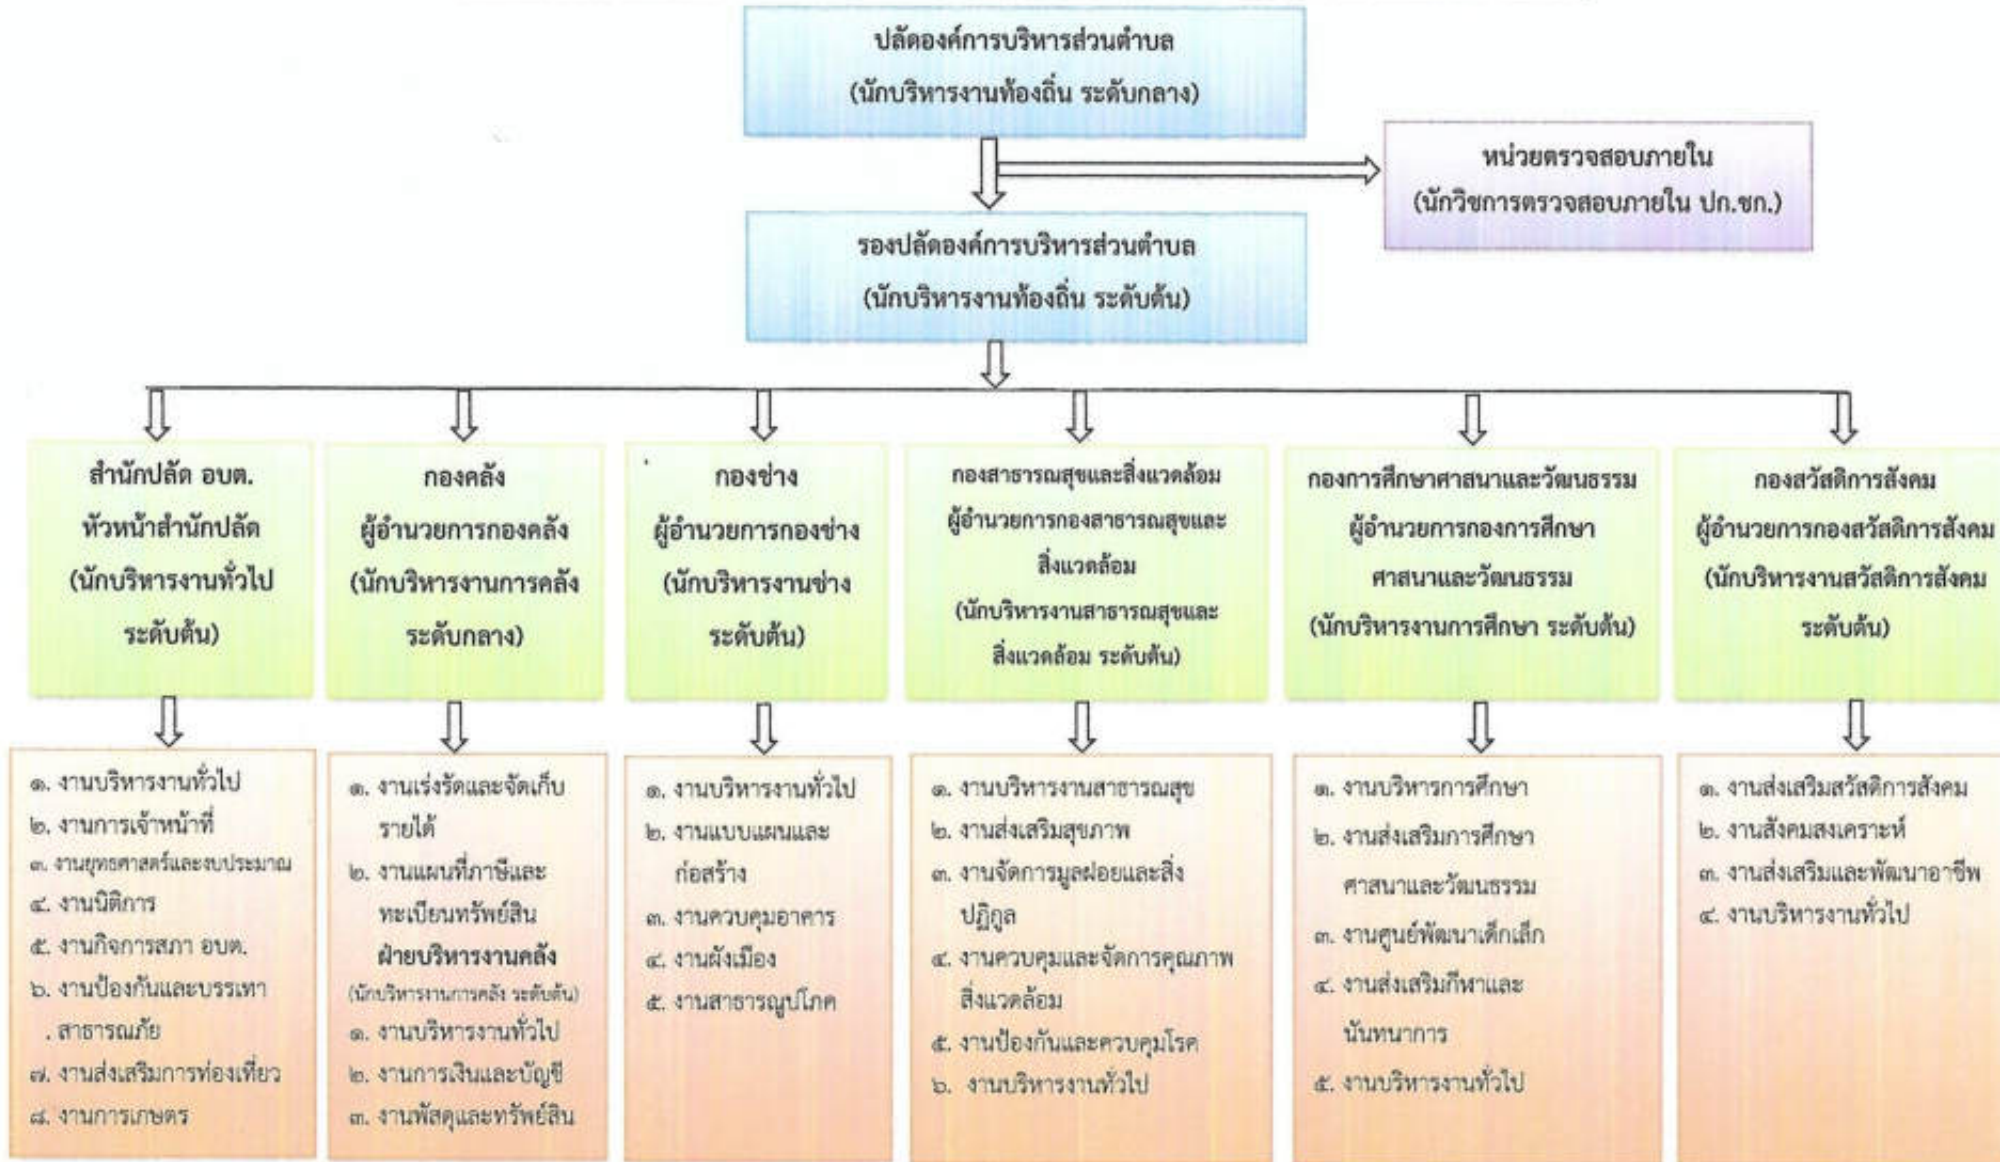 ปลัดองค์การบริหารส่วนตำบล
(นักบริหารงานท้องถิ่น ระดับกลาง)
หน่วยตรวจสอบภายใน
(นักวิชการตรวจสอบภายใน ปก.ชก.)
รองปลัดองค์การบริหารส่วนตำบล
(นักบริหารงานท้องถิ่น ระดับต้น)
สำนักปลัด อบต.
หัวหน้าสำนักปลัด
(นักบริหารงานทั่วไป
ระดับต้น)
กองคลัง
ผู้อำนวยการกองคลัง
(นักบริหารงานการคลัง
ระดับกลาง)
กองช่าง
ผู้อำนวยการกองช่าง
(นักบริหารงานช่าง
ระดับต้น)
กองสาธารณสุขและสิ่งแวดล้อม
ผู้อำนวยการกองสาธารณสุขและ
สิ่งแวดล้อม
(นักบริหารงานสาธารณสุขและ
สิ่งแวดล้อม ระดับต้น)
กองการศึกษาศาสนาและวัฒนธรรม
ผู้อำนวยการกองการศึกษา
ศาสนาและวัฒนธรรม
(นักบริหารงานการศึกษา ระดับต้น)
กองสวัสดิการสังคม
ผู้อำนวยการกองสวัสดิการสังคม
(นักบริหารงานสวัสดิการสังคม
ระดับต้น)
๑. งานบริหารงานทั่วไป
๒. งานการเจ้าหน้าที่
๓. งานยุทธศาสตร์และงบประมาณ
๔. งานนิติการ
๕. งานกิจการสภา อบต.
๖. งานป้องกันและบรรเทา
. สาธารณภัย
๗. งานส่งเสริมการท่องเที่ยว
๘. งานการเกษตร
๑. งานเร่งรัดและจัดเก็บ
รายได้
๒. งานแผนที่ภาษีและ
ทะเบียนทรัพย์สิน
ฝ่ายบริหารงานคลัง
(นักบริหารงานการคลัง ระดับต้น)
๑. งานบริหารงานทั่วไป
๒. งานการเงินและบัญชี
๓. งานพัสดุและทรัพย์สิน
๑. งานบริหารงานทั่วไป
๒. งานแบบแผนและ
ก่อสร้าง
๓. งานควบคุมอาคาร
๔. งานผังเมือง
๕. งานสาธารณูปโภค
๑. งานบริหารงานสาธารณสุข
๒. งานส่งเสริมสุขภาพ
๓. งานจัดการมูลฝอยและสิ่ง
ปฏิกูล
๔. งานควบคุมและจัดการคุณภาพ
สิ่งแวดล้อม
๕. งานป้องกันและควบคุมโรค
๖. งานบริหารงานทั่วไป
๑. งานบริหารการศึกษา
๒. งานส่งเสริมการศึกษา
ศาสนาและวัฒนธรรม
๓. งานศูนย์พัฒนาเด็กเล็ก
๔. งานส่งเสริมกีฬาและ
นันทนาการ
๕. งานบริหารงานทั่วไป
๑. งานส่งเสริมสวัสดิการสังคม
๒. งานสังคมสงเคราะห์
๓. งานส่งเสริมและพัฒนาอาชีพ
๔. งานบริหารงานทั่วไป